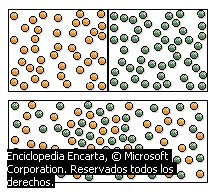 Enciclopedia Encarta, © Microsoft
Corporation. Reservados todos los
derechos.